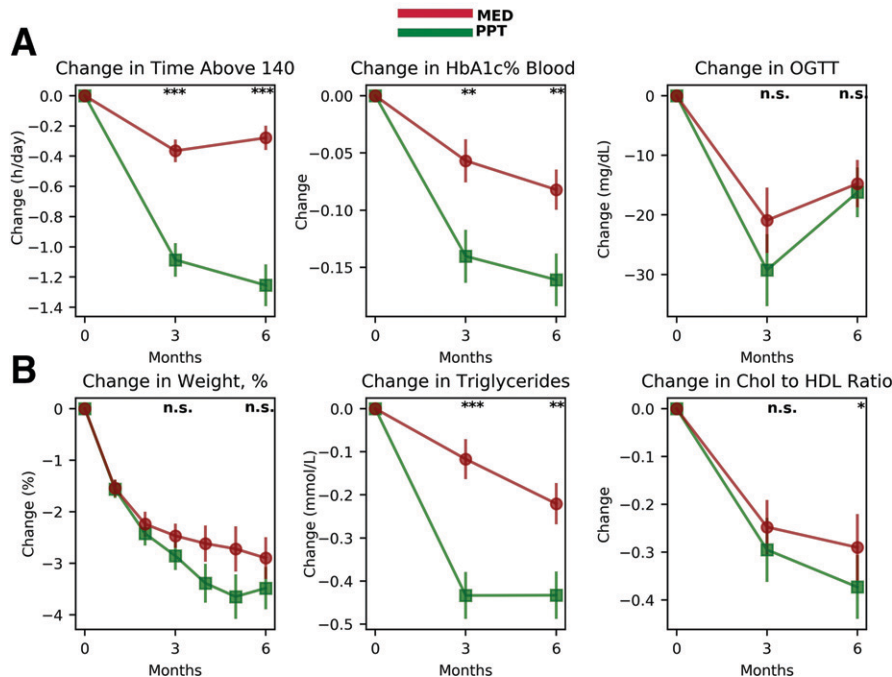 MED
PPT
A
Change in Time Above 140
Change in HbA1c% Blood
Change in OGTT
*** ***
** **
n.s. n.s.
Change (h/day)
0.0
−0.2
−0.4
−0.6
−0.8
−1.0
−1.2
−1.4
0 3 6
Months
Change
0.00
−0.05
−0.10
−0.15
0 3 6
Months
Change (mg/dL)
0
−10
−20
−30
0 3 6
Months
B
Change in Weight, %
Change in Triglycerides
Change in Chol to HDL Ratio
n.s. n.s.
*** **
n.s. *
Change (%)
0
−1
−2
−3
−4
0 3 6
Months
Change (mmol/L)
0.0
−0.1
−0.2
−0.3
−0.4
−0.5
0 3 6
Months
Change
0.0
−0.1
−0.2
−0.3
−0.4
0 3 6
Months